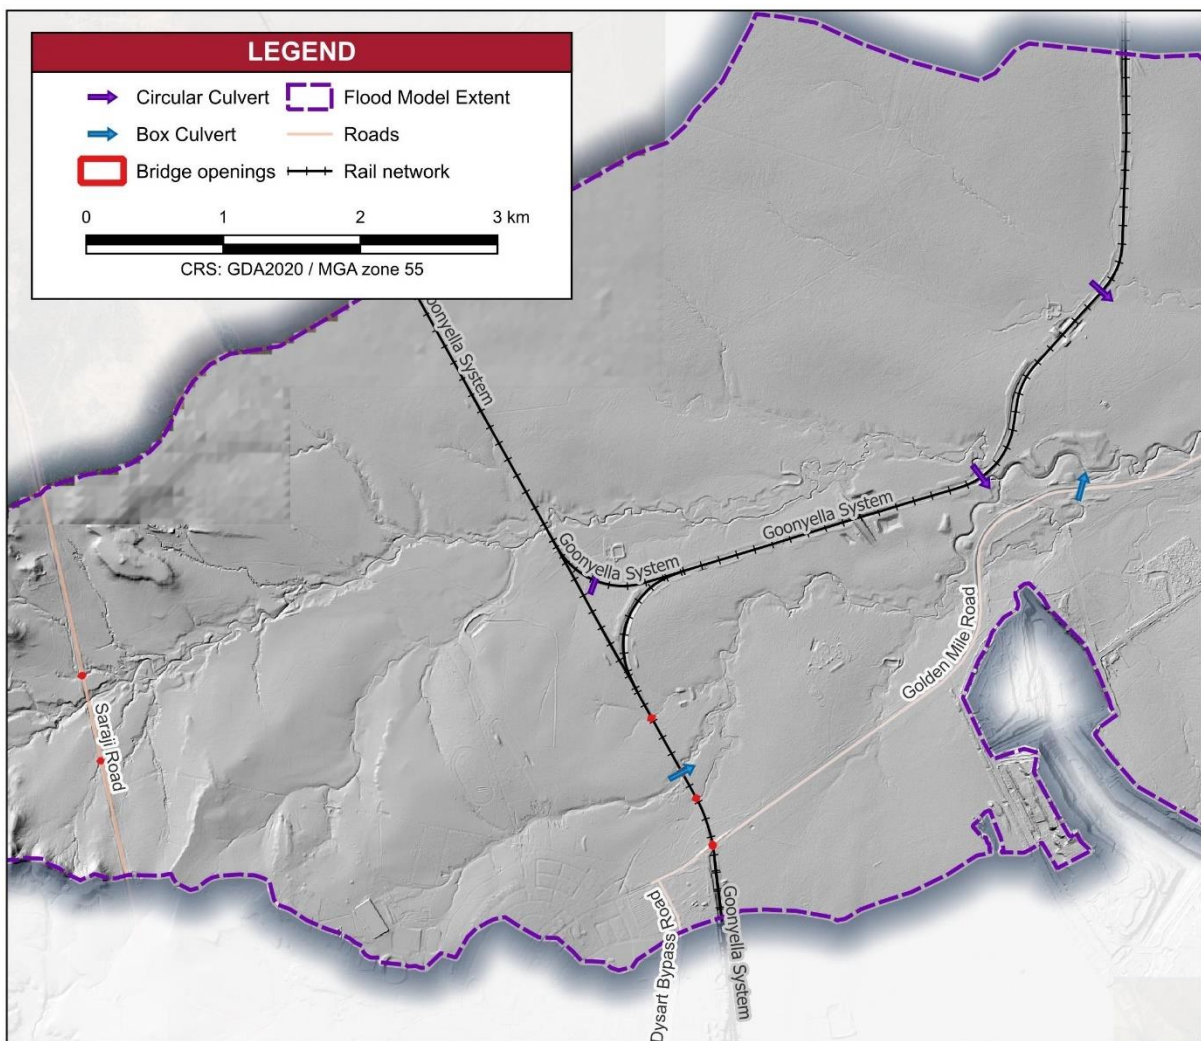 LEGEND
Circular Culvert
Flood Model Extent
Box Culvert
Roads
Bridge openings
Rail network
0 1 2 3 km
CRS: GDA2020 / MGA zone 55
Goonyella System
Goonyella System
Goonyella System
Golden Mile Road
Saraji Road
Dysart Bypass Road
Goonyella System